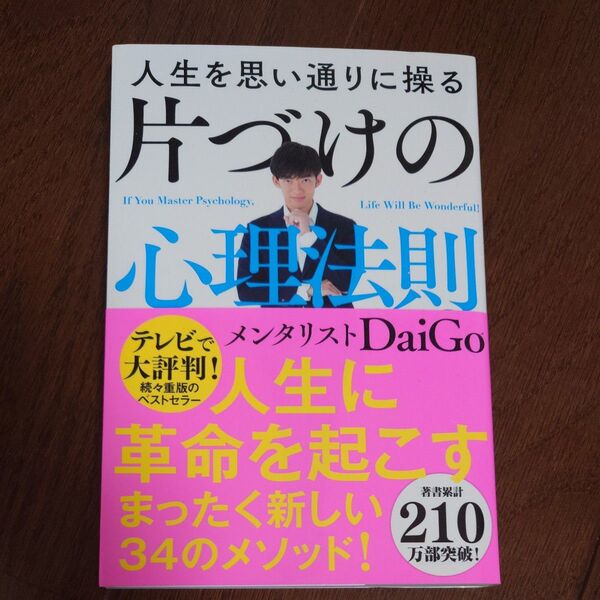 人生を思い通りに操る
片づけの
If You Master Psychology,
Life Will Be Wonderful!
心理法則
テレビで
大評判!
続々重版の
ベストセラー
メンタリストDaiGo
人生に
革命を起こす
まったく新しい
34のメソッド!
著書累計
210
万部突破!